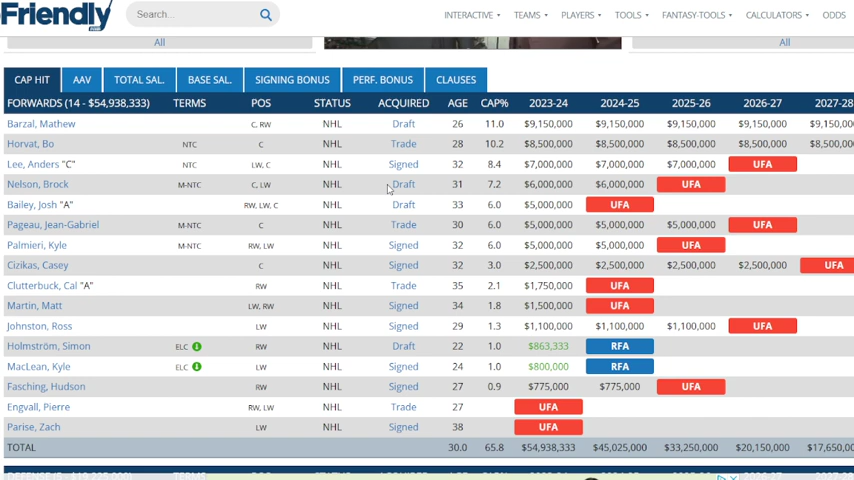 Friendly Search... INTERACTIVE TEAMS PLAYERS TOOLS FANTASY-TOOLS CALCULATORS ODDS
All All
CAP HIT AAV TOTAL SAL. BASE SAL. SIGNING BONUS PERF. BONUS CLAUSES
FORWARDS (14 - $54,938,333) TERMS POS STATUS ACQUIRED AGE CAP% 2023-24 2024-25 2025-26 2026-27 2027-28
Barzal, Mathew C, RW NHL Draft 26 11.0 $9,150,000 $9,150,000 $9,150,000 $9,150,000 $9,150,00
Horvat, Bo NTC C NHL Trade 28 10.2 $8,500,000 $8,500,000 $8,500,000 $8,500,000 $8,500,00
Lee, Anders "C" NTC LW, C NHL Signed 32 8.4 $7,000,000 $7,000,000 $7,000,000 UFA
Nelson, Brock M-NTC C, LW NHL Draft 31 7.2 $6,000,000 $6,000,000 UFA
Bailey, Josh "A" RW, LW, C NHL Draft 33 6.0 $5,000,000 UFA
Pageau, Jean-Gabriel M-NTC C NHL Trade 30 6.0 $5,000,000 $5,000,000 $5,000,000 UFA
Palmieri, Kyle M-NTC RW, LW NHL Signed 32 6.0 $5,000,000 $5,000,000 UFA
Cizikas, Casey C NHL Signed 32 3.0 $2,500,000 $2,500,000 $2,500,000 $2,500,000 UFA
Clutterbuck, Cal "A" RW NHL Trade 35 2.1 $1,750,000 UFA
Martin, Matt LW, RW NHL Signed 34 1.8 $1,500,000 UFA
Johnston, Ross LW NHL Signed 29 1.3 $1,100,000 $1,100,000 $1,100,000 UFA
Holmström, Simon ELC RW NHL Draft 22 1.0 $863,333 RFA
MacLean, Kyle ELC LW NHL Signed 24 1.0 $800,000 RFA
Fasching, Hudson RW NHL Signed 27 0.9 $775,000 $775,000 UFA
Engvall, Pierre RW, LW NHL Trade 27 UFA
Parise, Zach LW NHL Signed 38 UFA
TOTAL 30.0 65.8 $54,938,333 $45,025,000 $33,250,000 $20,150,000 $17,650,00